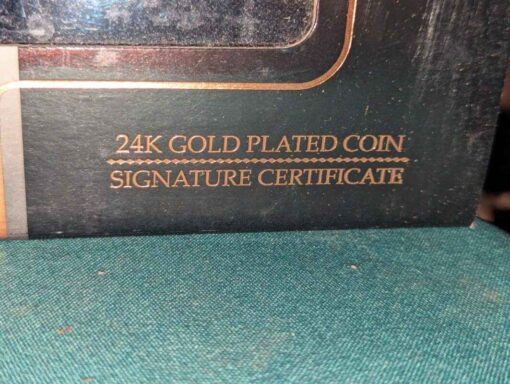 24K GOLD PLATED COIN
SIGNATURE CERTIFICATE